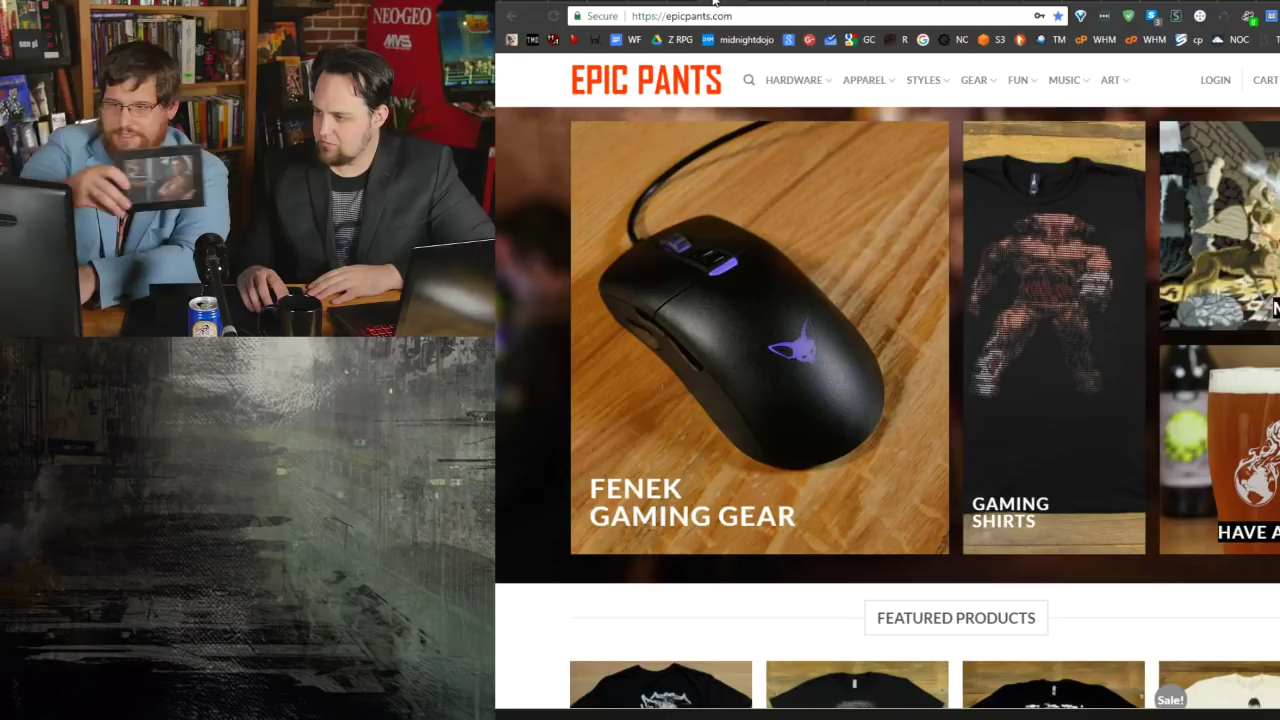 NEO·GEO
MVS
Secure
https://epicpants.com
WF
Z RPG
midnightdojo
GC
R
NC
S3
TM
WHM
WHM
cp
NOC
EPIC PANTS
HARDWARE
APPAREL
STYLES
GEAR
FUN
MUSIC
ART
LOGIN
CART
FENEK
GAMING GEAR
GAMING
SHIRTS
HAVE A
FEATURED PRODUCTS
Sale!